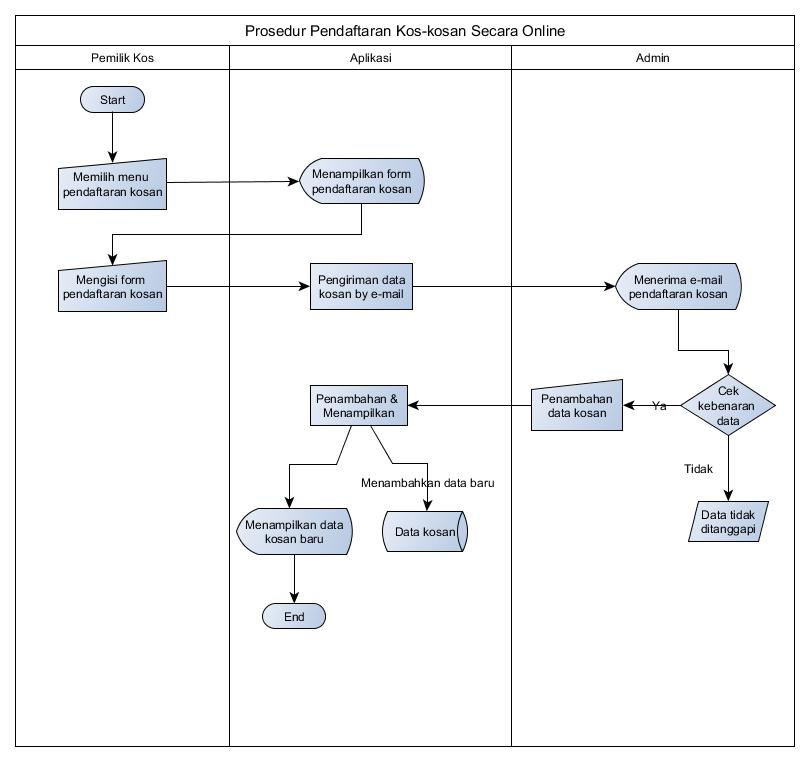 Prosedur Pendaftaran Kos-kosan Secara Online
Pemilik Kos
Aplikasi
Admin
Start
Memilih menu
pendaftaran kosan
Menampilkan form
pendaftaran kosan
Mengisi form
pendaftaran kosan
Pengiriman data
kosan by e-mail
Menerima e-mail
pendaftaran kosan
Cek
kebenaran
data
Ya
Penambahan
data kosan
Penambahan &
Menampilkan
Tidak
Data tidak
ditanggapi
Menambahkan data baru
Menampilkan data
kosan baru
Data kosan
End